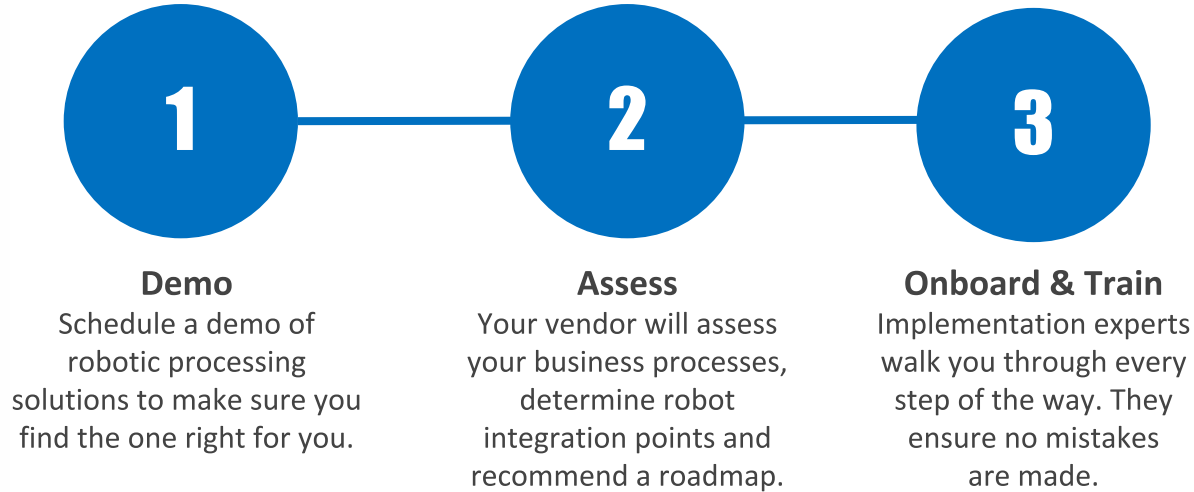 1
2
3
Demo
Schedule a demo of
robotic processing
solutions to make sure you
find the one right for you.
Assess
Your vendor will assess
your business processes,
determine robot
integration points and
recommend a roadmap.
Onboard & Train
Implementation experts
walk you through every
step of the way. They
ensure no mistakes
are made.